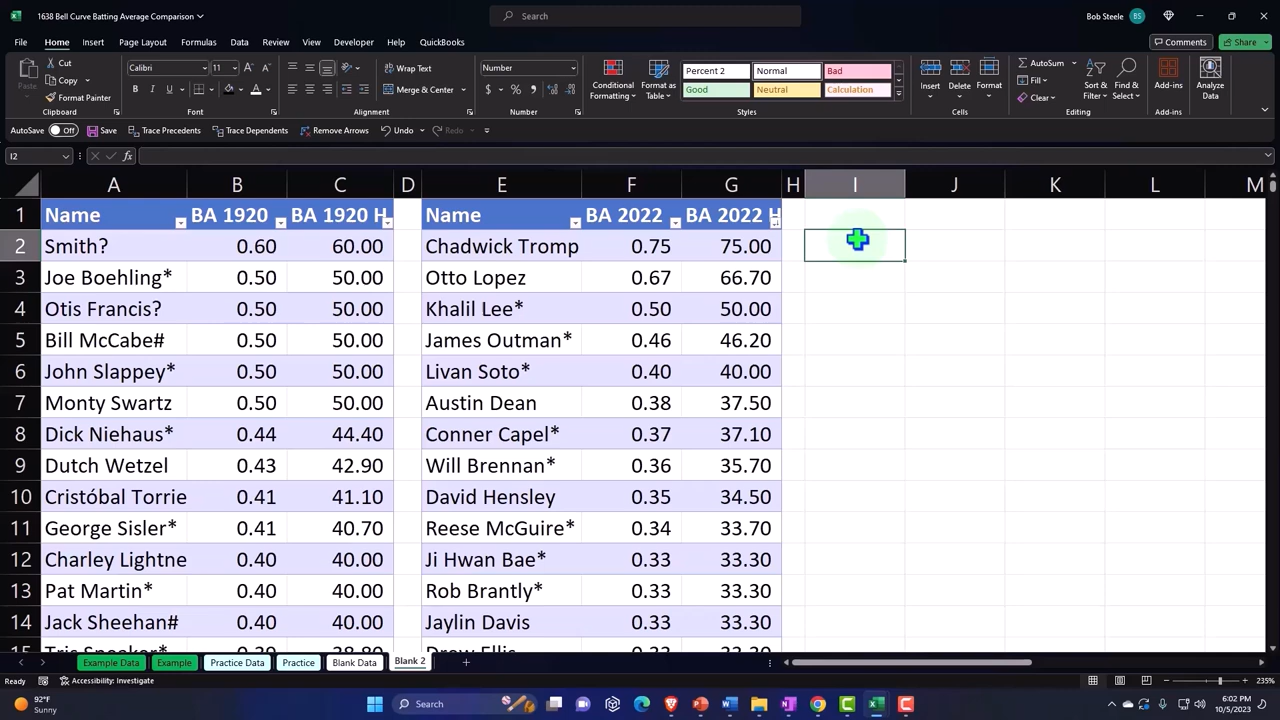 1638 Bell Curve Batting Average Comparison
Search
Bob Steele BS
File Home Insert Page Layout Formulas Data Review View Developer Help QuickBooks Comments Share
Paste Cut Copy Format Painter Clipboard
Calibri 11 B I U A Font
Wrap Text Merge & Center Alignment
Number $ % Number
Conditional Formatting Format as Table
Percent 2 Normal Bad
Good Neutral Calculation
Styles
Insert Delete Format Cells
AutoSum Fill Clear Sort & Filter Find & Select Editing
Add-ins Add-ins
Analyze Data
AutoSave Off Save Trace Precedents Trace Dependents Remove Arrows Undo Redo
I2 fx
A B C D E F G H I J K L M
1 Name BA 1920 BA 1920 H Name BA 2022 BA 2022 H
2 Smith? 0.60 60.00 Chadwick Tromp 0.75 75.00
3 Joe Boehling* 0.50 50.00 Otto Lopez 0.67 66.70
4 Otis Francis? 0.50 50.00 Khalil Lee* 0.50 50.00
5 Bill McCabe# 0.50 50.00 James Outman* 0.46 46.20
6 John Slappey* 0.50 50.00 Livan Soto* 0.40 40.00
7 Monty Swartz 0.50 50.00 Austin Dean 0.38 37.50
8 Dick Niehaus* 0.44 44.40 Conner Capel* 0.37 37.10
9 Dutch Wetzel 0.43 42.90 Will Brennan* 0.36 35.70
10 Cristóbal Torrie 0.41 41.10 David Hensley 0.35 34.50
11 George Sisler* 0.41 40.70 Reese McGuire* 0.34 33.70
12 Charley Lightne 0.40 40.00 Ji Hwan Bae* 0.33 33.30
13 Pat Martin* 0.40 40.00 Rob Brantly* 0.33 33.30
14 Jack Sheehan# 0.40 40.00 Jaylin Davis 0.33 33.30
15 Tris Speaker* 0.39 38.80 Drew Ellis 0.33 33.30
Example Data Example Practice Data Practice Blank Data Blank 2
Ready Accessibility: Investigate 235%
92°F
Sunny
Search
6:02 PM
10/5/2023